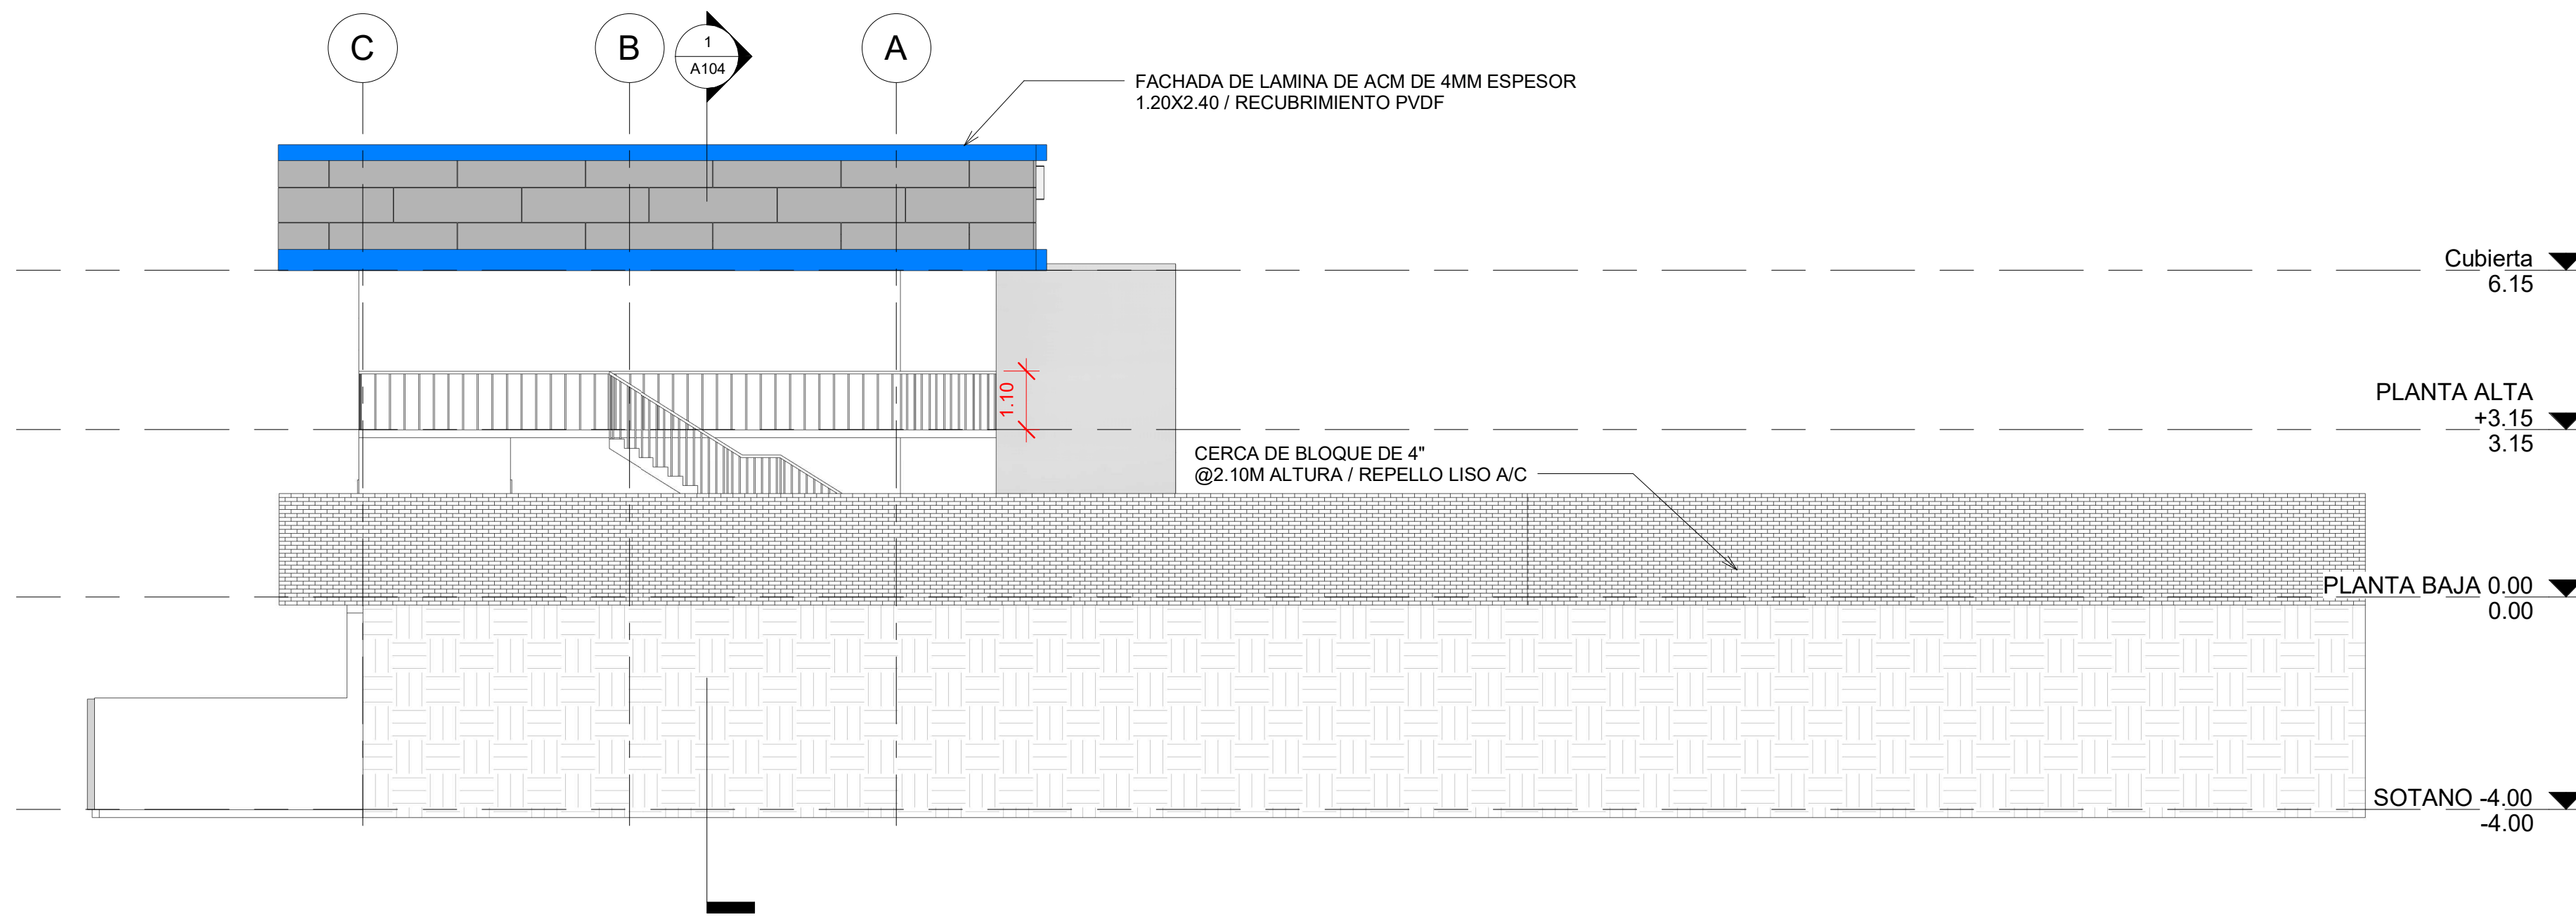 C
B
1
A104
A
FACHADA DE LAMINA DE ACM DE 4MM ESPESOR
1.20X2.40 / RECUBRIMIENTO PVDF
Cubierta
6.15
PLANTA ALTA
+3.15
3.15
1.10
CERCA DE BLOQUE DE 4"
@2.10M ALTURA / REPELLO LISO A/C
PLANTA BAJA 0.00
0.00
SOTANO -4.00
-4.00